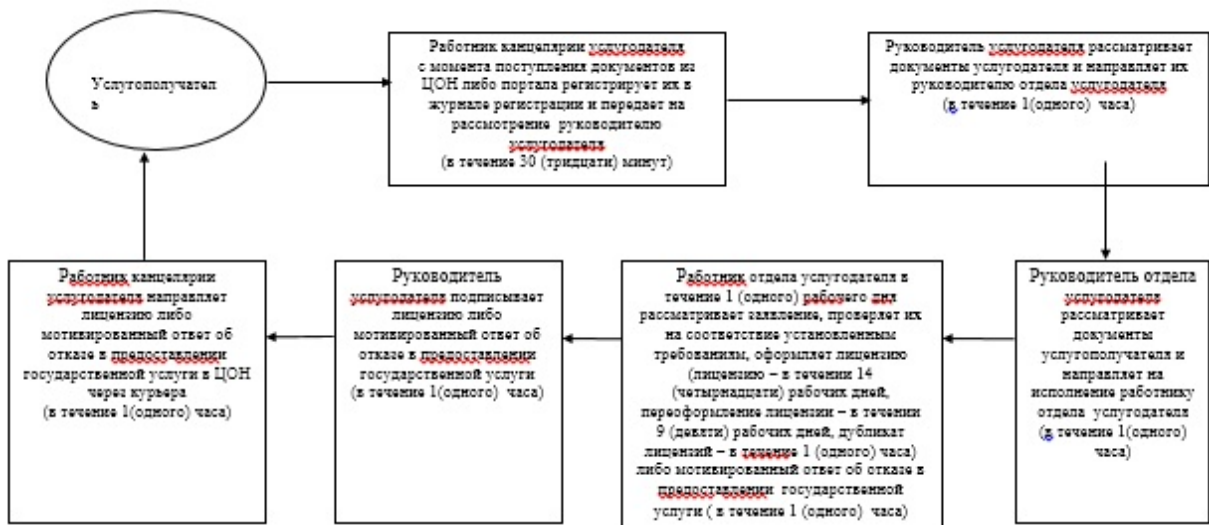 Услугополучател
ь
Работник канцелярии услугодателя
с момента поступления документов из
ЦОН либо портала регистрирует их в
журнале регистрации и передает на
рассмотрение руководителю
услугодателя
(в течение 30 (тридцати) минут)
Руководитель услугодателя рассматривает
документы услугодателя и направляет их
руководителю отдела услугодателя
(в течение 1(одного) часа)
Руководитель отдела
услугодателя
рассматривает
документы
услугополучателя и
направляет на
исполнение работнику
отдела услугодателя
(в течение 1(одного)
часа)
Работник отдела услугодателя в
течение 1 (одного) рабочего дня
рассматривает заявление, проверяет их
на соответствие установленным
требованиям, оформляет лицензию
(лицензию – в течении 14
(четырнадцати) рабочих дней,
переоформление лицензии – в течении
9 (девяти) рабочих дней, дубликат
лицензий – в течение 1 (одного) часа)
либо мотивированный ответ об отказе в
предоставлении государственной
услуги ( в течение 1 (одного) часа)
Руководитель
услугодателя подписывает
лицензию либо
мотивированный ответ об
отказе в предоставлении
государственной услуги
(в течение 1(одного) часа)
Работник канцелярии
услугодателя направляет
лицензию либо
мотивированный ответ об
отказе в предоставлении
государственной услуги в ЦОН
через курьера
(в течение 1(одного) часа)